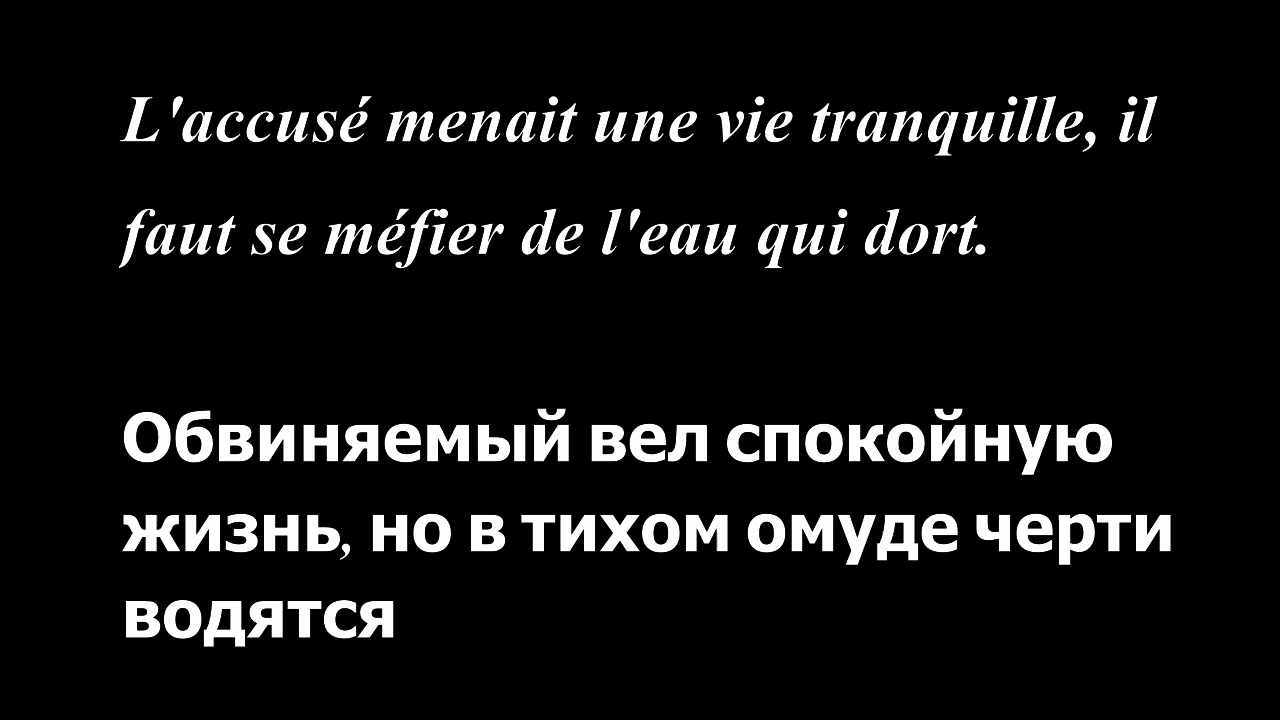 L'accusé menait une vie tranquille, il
faut se méfier de l'eau qui dort.
Обвиняемый вел спокойную
жизнь, но в тихом омуде черти
водятся